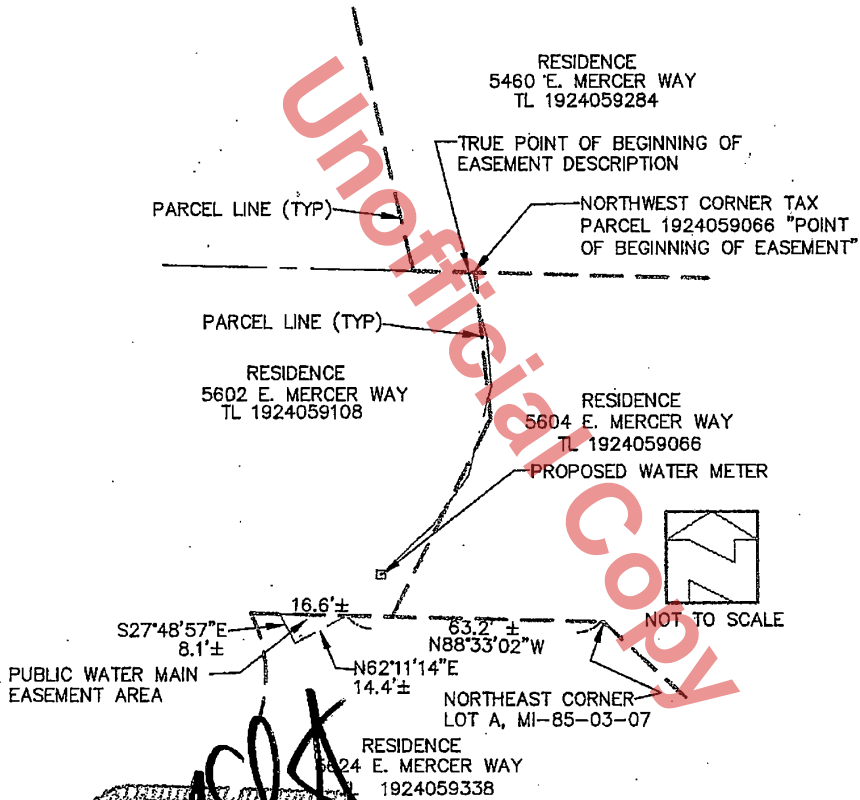 RESIDENCE
5460 E. MERCER WAY
TL 1924059284
TRUE POINT OF BEGINNING OF
EASEMENT DESCRIPTION
PARCEL LINE (TYP)
NORTHWEST CORNER TAX
PARCEL 1924059066 "POINT
OF BEGINNING OF EASEMENT"
PARCEL LINE (TYP)
RESIDENCE
5602 E. MERCER WAY
TL 1924059108
RESIDENCE
5604 E. MERCER WAY
TL 1924059066
PROPOSED WATER METER
NOT TO SCALE
16.6'±
S27°48'57"E
8.1'±
63.2' ±
N88°33'02"W
PUBLIC WATER MAIN
EASEMENT AREA
N62°11'14"E
14.4'±
NORTHEAST CORNER
LOT A, MI-85-03-07
RESIDENCE
5624 E. MERCER WAY
1924059338
Unofficial Copy